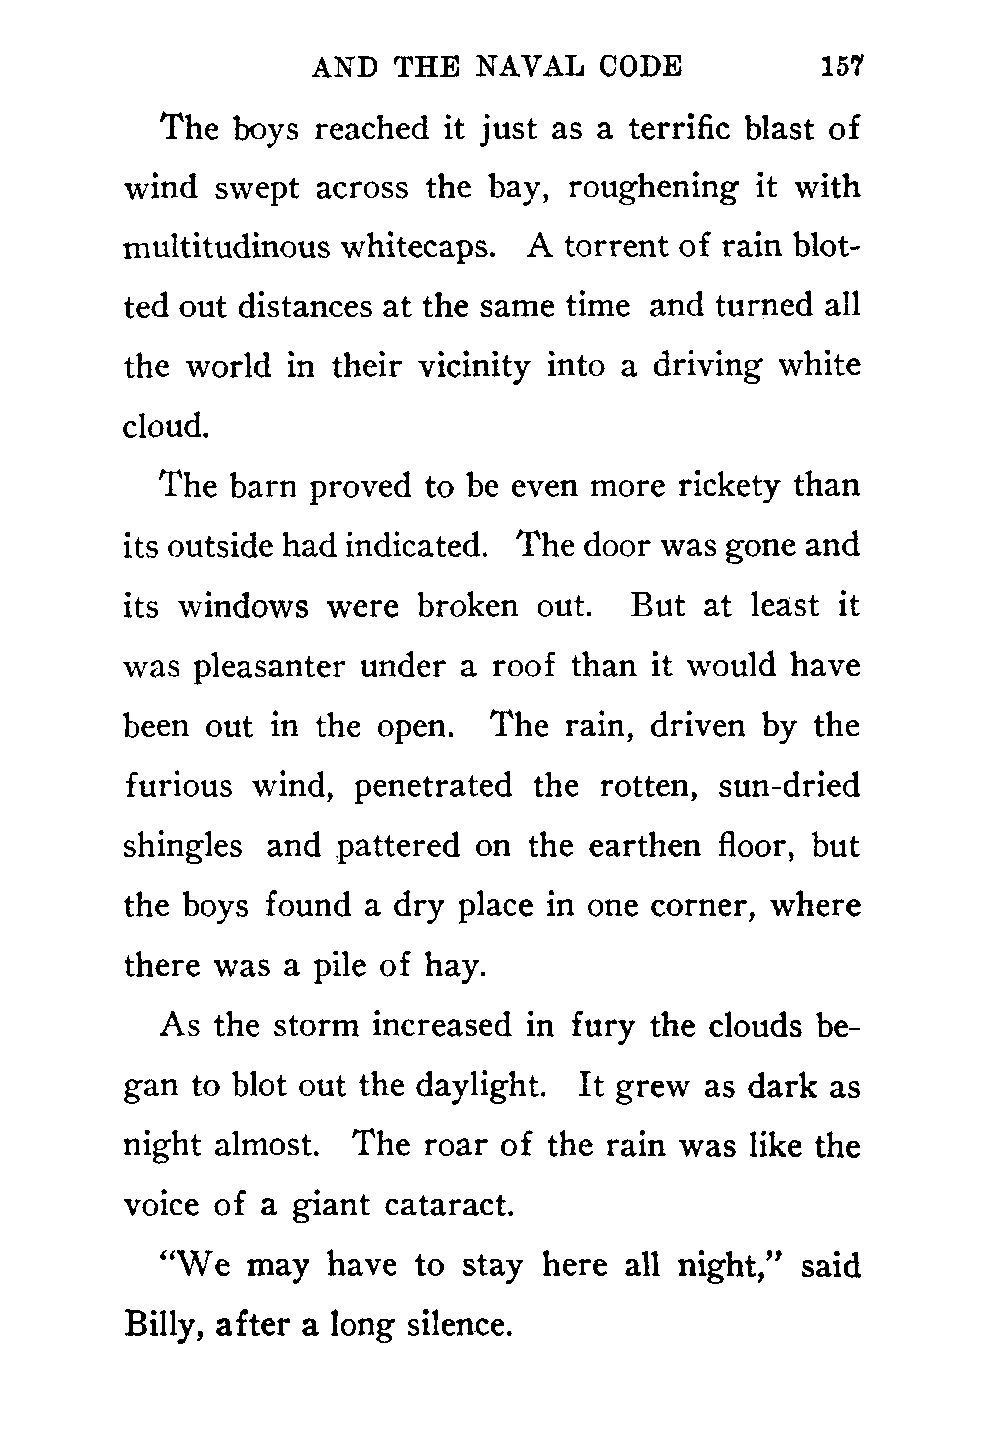 AND THE NAVAL CODE 157
The boys reached it just as a terrific blast of
wind swept across the bay, roughening it with
multitudinous whitecaps. A torrent of rain blot-
ted out distances at the same time and turned all
the world in their vicinity into a driving white
cloud.
The barn proved to be even more rickety than
its outside had indicated. The door was gone and
its windows were broken out. But at least it
was pleasanter under a roof than it would have
been out in the open. The rain, driven by the
furious wind, penetrated the rotten, sun-dried
shingles and pattered on the earthen floor, but
the boys found a dry place in one corner, where
there was a pile of hay.
As the storm increased in fury the clouds be-
gan to blot out the daylight. It grew as dark as
night almost. The roar of the rain was like the
voice of a giant cataract.
“We may have to stay here all night,” said
Billy, after a long silence.